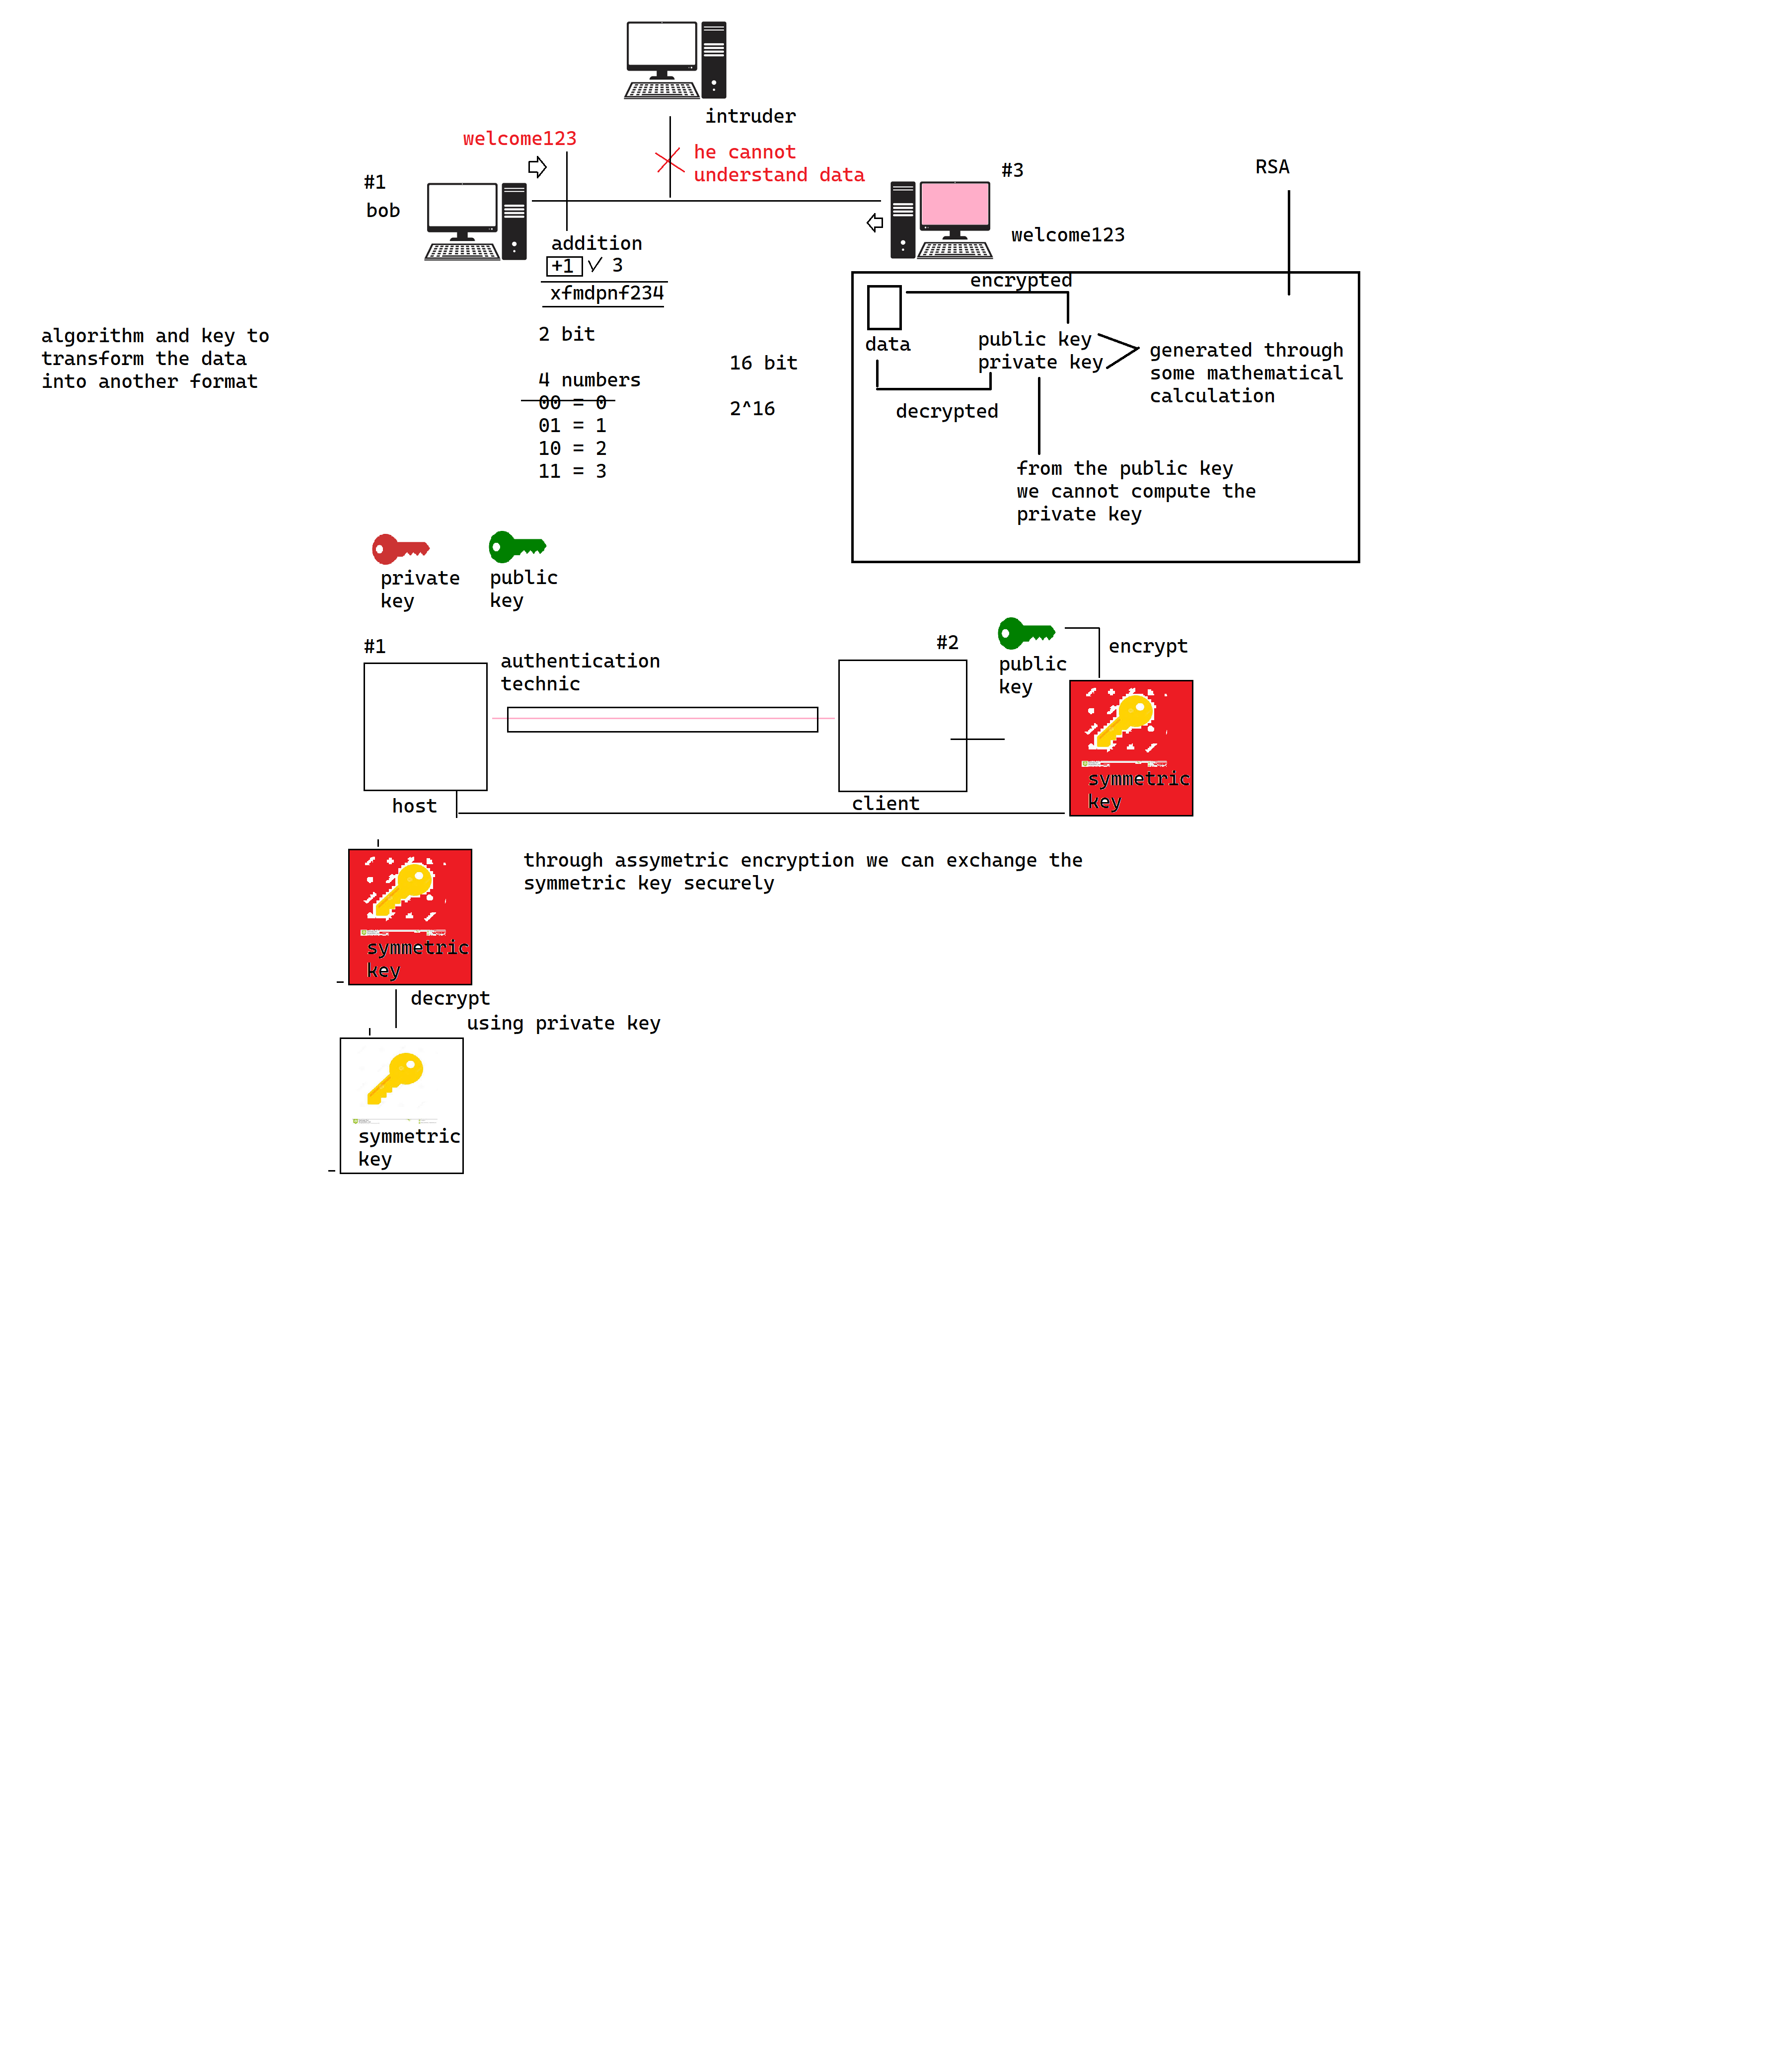 intruder
welcome123
he cannot
understand data
#1
bob
#3
welcome123
RSA
addition
+1 3
xfmdpnf234
2 bit
4 numbers
00 = 0
01 = 1
10 = 2
11 = 3
16 bit
2^16
algorithm and key to
transform the data
into another format
encrypted
data
public key
private key
generated through
some mathematical
calculation
decrypted
from the public key
we cannot compute the
private key
private
key
public
key
#1
authentication
technic
#2
public
key
encrypt
symmetric
key
host
client
through assymetric encryption we can exchange the
symmetric key securely
symmetric
key
decrypt
using private key
symmetric
key